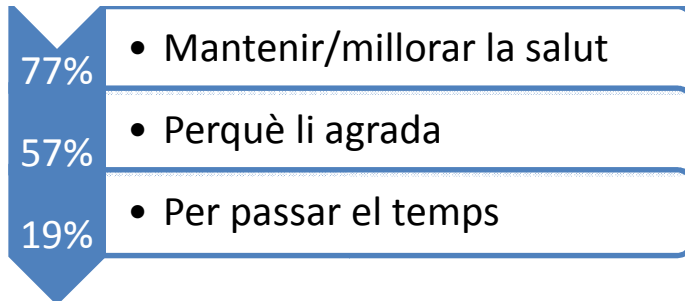 77%
• Mantenir/millorar la salut
57%
• Perquè li agrada
19%
• Per passar el temps